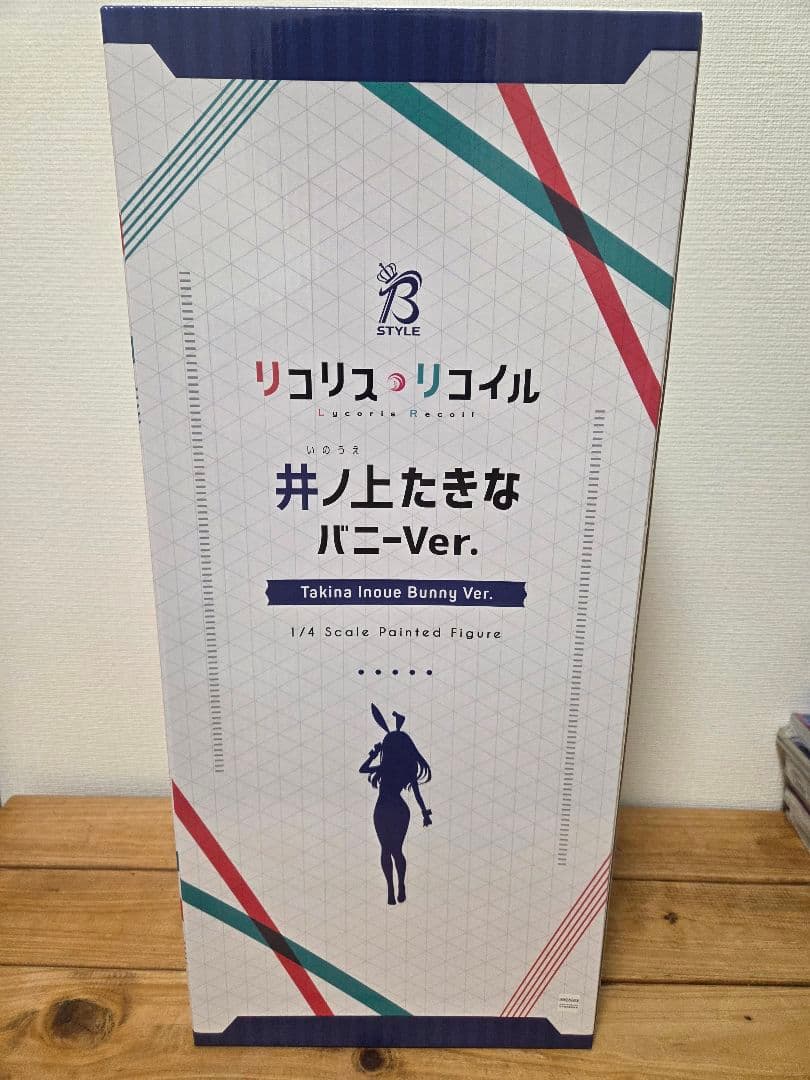 B
STYLE
リコリス・リコイル
Lycoris Recoil
いのうえ
井ノ上たきな
バニーVer.
Takina Inoue Bunny Ver.
1/4 Scale Painted Figure